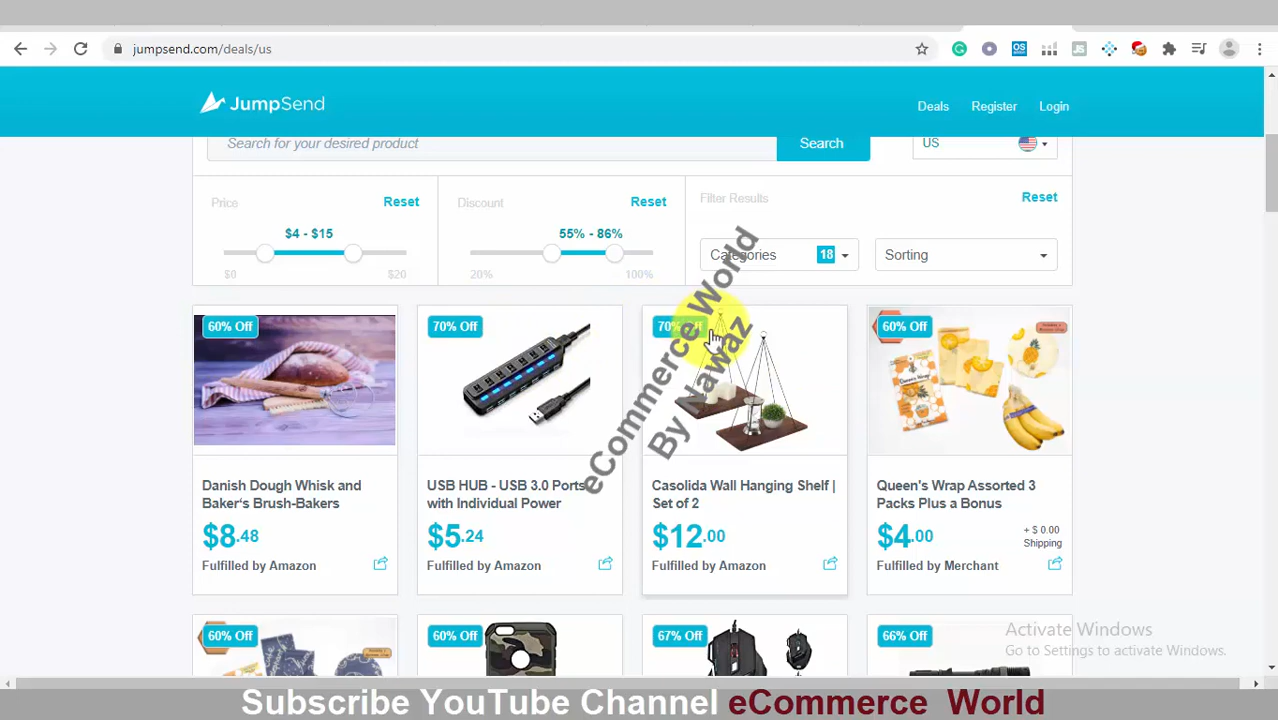 jumpsend.com/deals/us
JumpSend
Deals Register Login
Search for your desired product
Search
US
Price
Reset
Discount
Reset
Filter Results
Reset
$4 - $15
55% - 86%
$0
$20
20%
100%
Categories 18
Sorting
60% Off
70% Off
70% Off
60% Off
Danish Dough Whisk and
Baker's Brush-Bakers
$8.48
Fulfilled by Amazon
USB HUB - USB 3.0 Ports
with Individual Power
$5.24
Fulfilled by Amazon
Casolida Wall Hanging Shelf |
Set of 2
$12.00
Fulfilled by Amazon
Queen's Wrap Assorted 3
Packs Plus a Bonus
$4.00
+ $ 0.00
Shipping
Fulfilled by Merchant
60% Off
60% Off
67% Off
66% Off
eCommerce World
By Lawaz
Activate Windows
Go to Settings to activate Windows.
Subscribe YouTube Channel eCommerce World